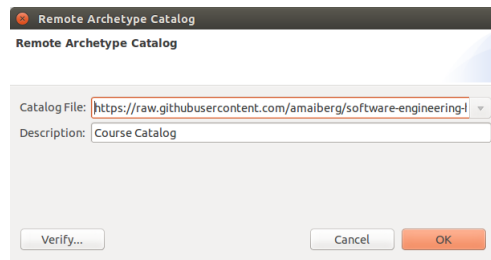 Remote Archetype Catalog
Remote Archetype Catalog
Catalog File: https://raw.githubusercontent.com/amaiberg/software-engineering-
Description: Course Catalog
Verify... Cancel OK